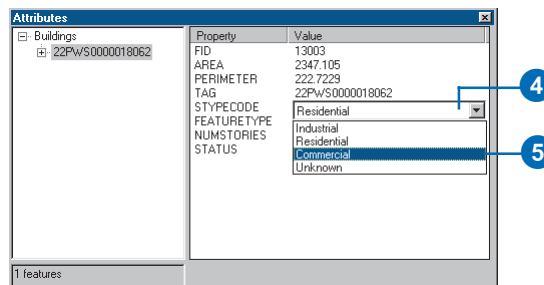 Attributes
Buildings
22PWS0000018062
Property Value
FID 13003
AREA 2347.105
PERIMETER 222.7229
TAG 22PWS0000018062
STYPECODE Residential
FEATURETYPE Industrial
NUMSTORIES Residential
STATUS Commercial
Unknown
4
5
1 features